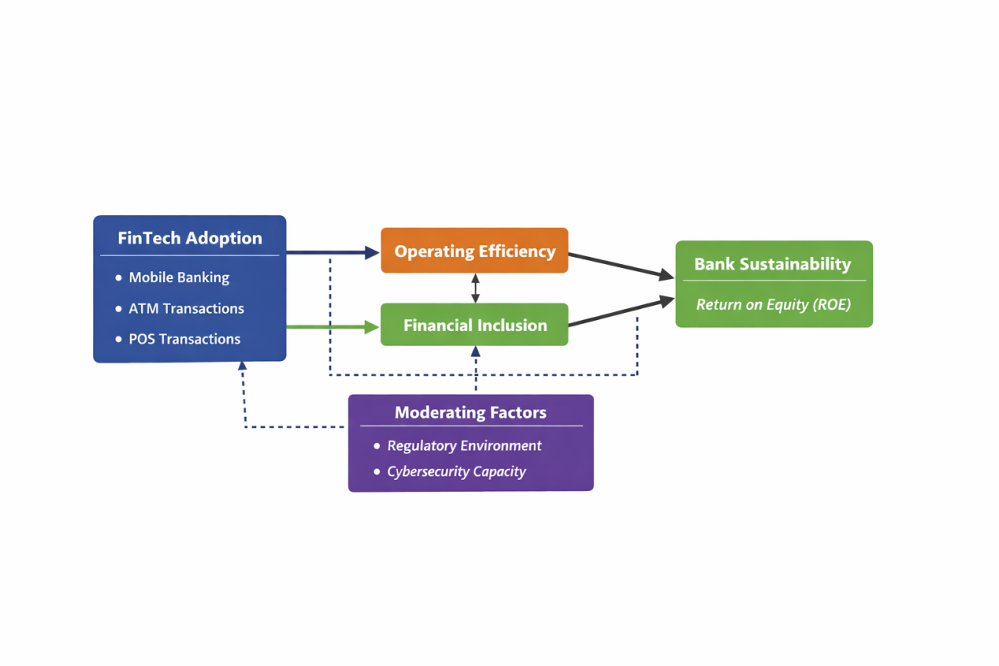 FinTech Adoption
• Mobile Banking
• ATM Transactions
• POS Transactions
Operating Efficiency
Financial Inclusion
Bank Sustainability
Return on Equity (ROE)
Moderating Factors
• Regulatory Environment
• Cybersecurity Capacity